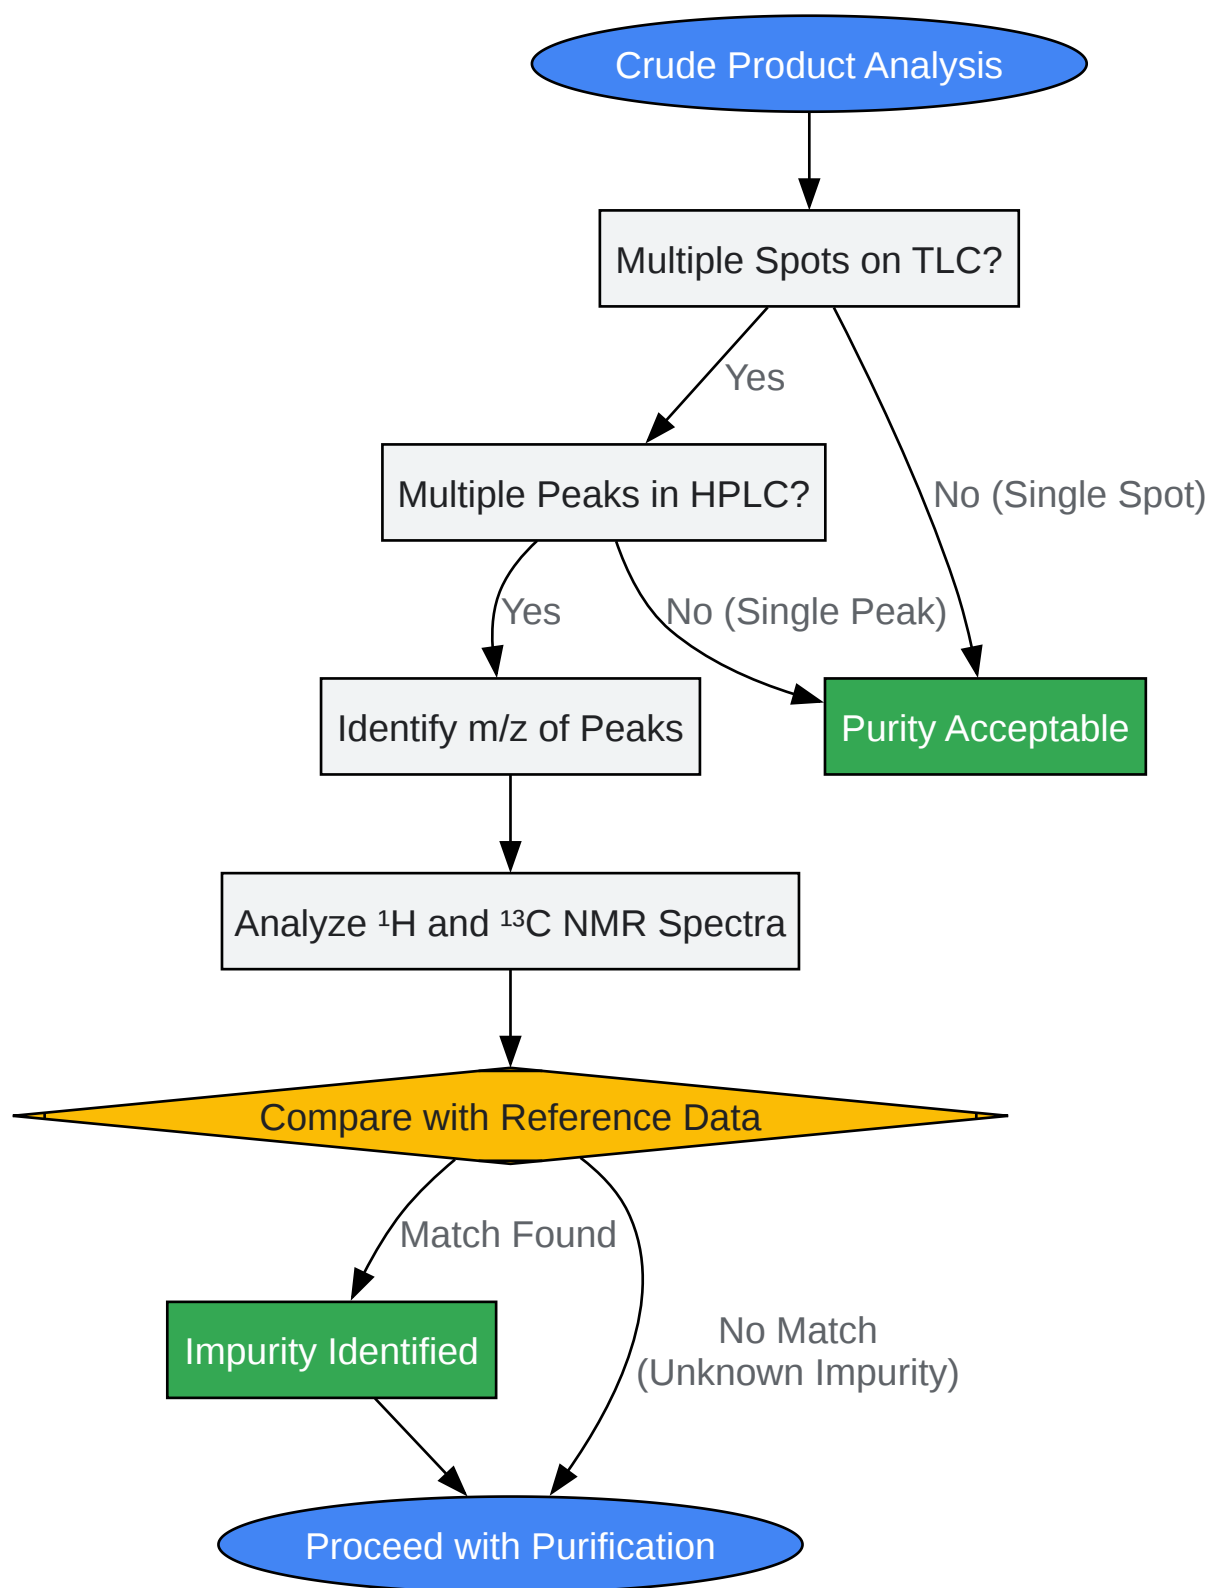 Crude Product Analysis
Multiple Spots on TLC?
Yes
Multiple Peaks in HPLC?
No (Single Spot)
Yes
No (Single Peak)
Identify m/z of Peaks
Purity Acceptable
Analyze ¹H and ¹³C NMR Spectra
Compare with Reference Data
Match Found
No Match
(Unknown Impurity)
Impurity Identified
Proceed with Purification